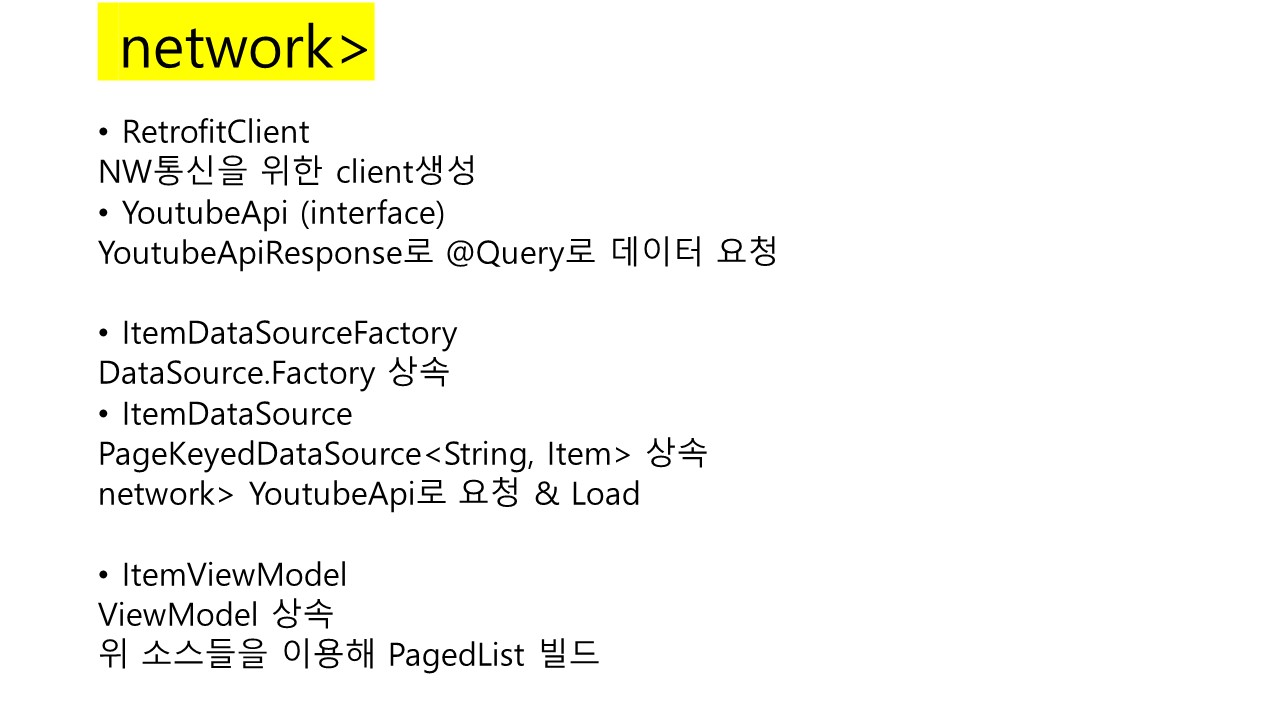 network>
• RetrofitClient
NW통신을 위한 client생성
• YoutubeApi (interface)
YoutubeApiResponse로 @Query로 데이터 요청
• ItemDataSourceFactory
DataSource.Factory 상속
• ItemDataSource
PageKeyedDataSource<String, Item> 상속
network> YoutubeApi로 요청 & Load
• ItemViewModel
ViewModel 상속
위 소스들을 이용해 PagedList 빌드